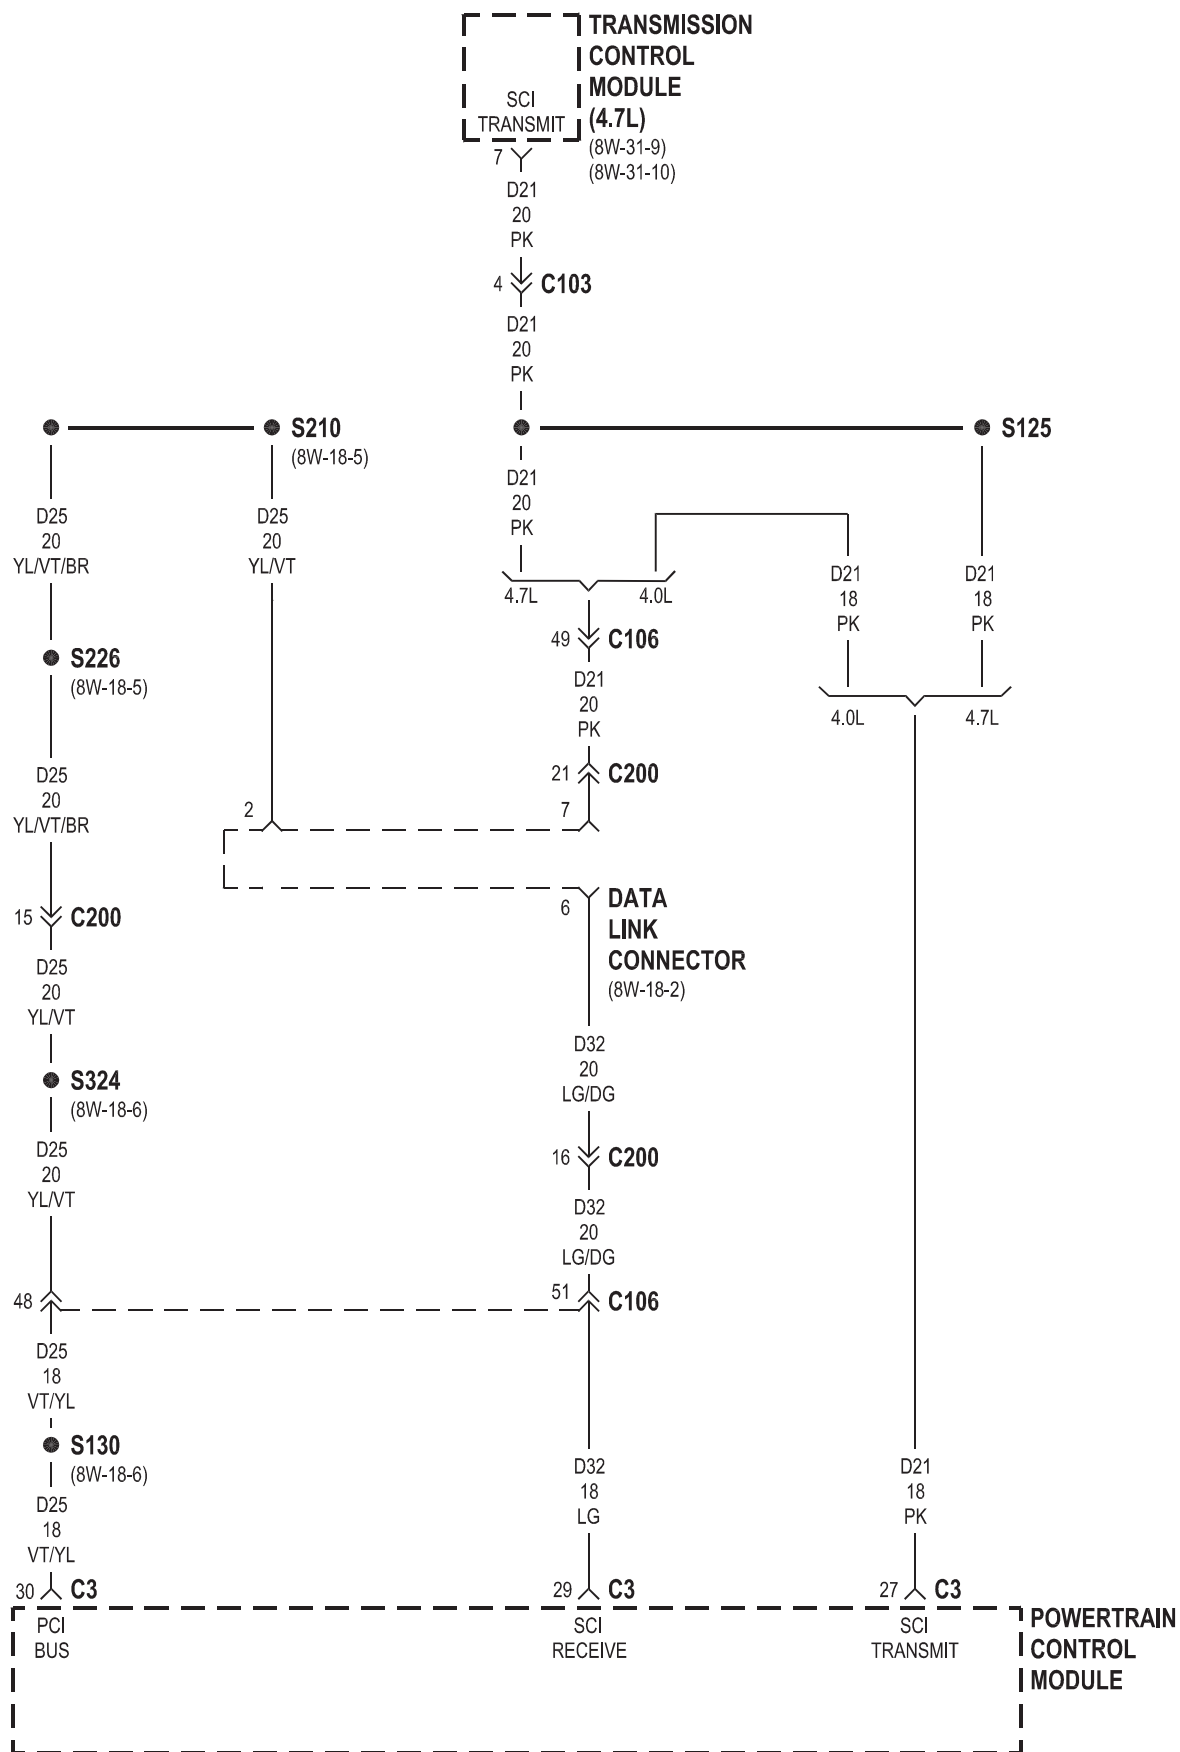 TRANSMISSION
CONTROL
MODULE
(4.7L)
(8W-31-9)
(8W-31-10)
SCI
TRANSMIT
7
D21
20
PK
4
C103
D21
20
PK
S210
(8W-18-5)
S125
D25
20
YL/VT/BR
D25
20
YL/VT
D21
20
PK
4.7L
4.0L
D21
18
PK
D21
18
PK
49
C106
S226
(8W-18-5)
D21
20
PK
4.0L
4.7L
D25
20
YL/VT/BR
21
C200
2
7
15
C200
6
DATA
LINK
CONNECTOR
(8W-18-2)
D25
20
YL/VT
D32
20
LG/DG
S324
(8W-18-6)
D25
20
YL/VT
16
C200
D32
20
LG/DG
48
51
C106
D25
18
VT/YL
S130
(8W-18-6)
D25
18
VT/YL
D32
18
LG
D21
18
PK
30
C3
29
C3
27
C3
PCI
BUS
SCI
RECEIVE
SCI
TRANSMIT
POWERTRAIN
CONTROL
MODULE